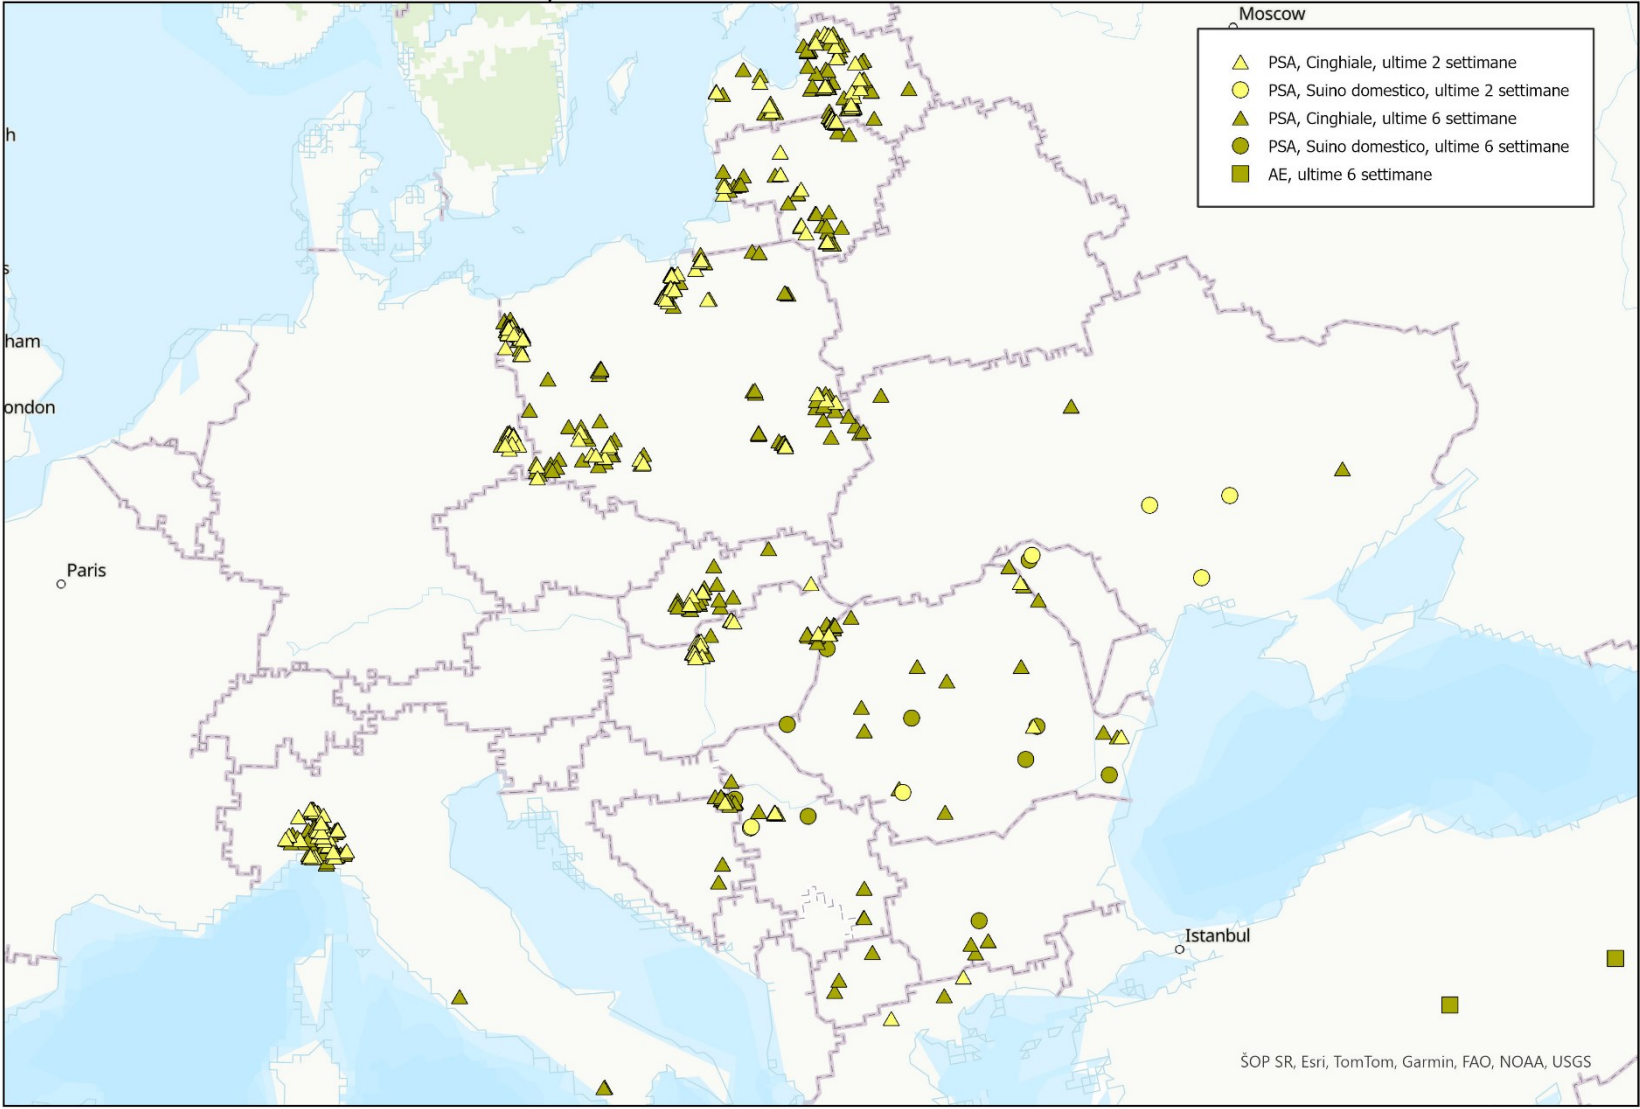 Moscow
PSA, Cinghiale, ultime 2 settimane
PSA, Suino domestico, ultime 2 settimane
PSA, Cinghiale, ultime 6 settimane
PSA, Suino domestico, ultime 6 settimane
AE, ultime 6 settimane
h
s
ham
ondon
Paris
Istanbul
ŠOP SR, Esri, TomTom, Garmin, FAO, NOAA, USGS